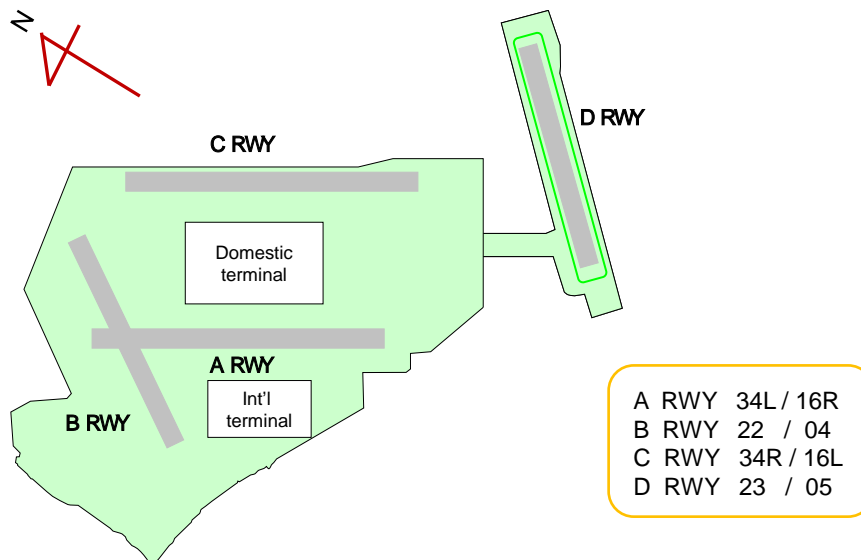 N
D RWY
C RWY
Domestic
terminal
A RWY
Int'l
terminal
B RWY
A RWY 34L / 16R
B RWY 22 / 04
C RWY 34R / 16L
D RWY 23 / 05